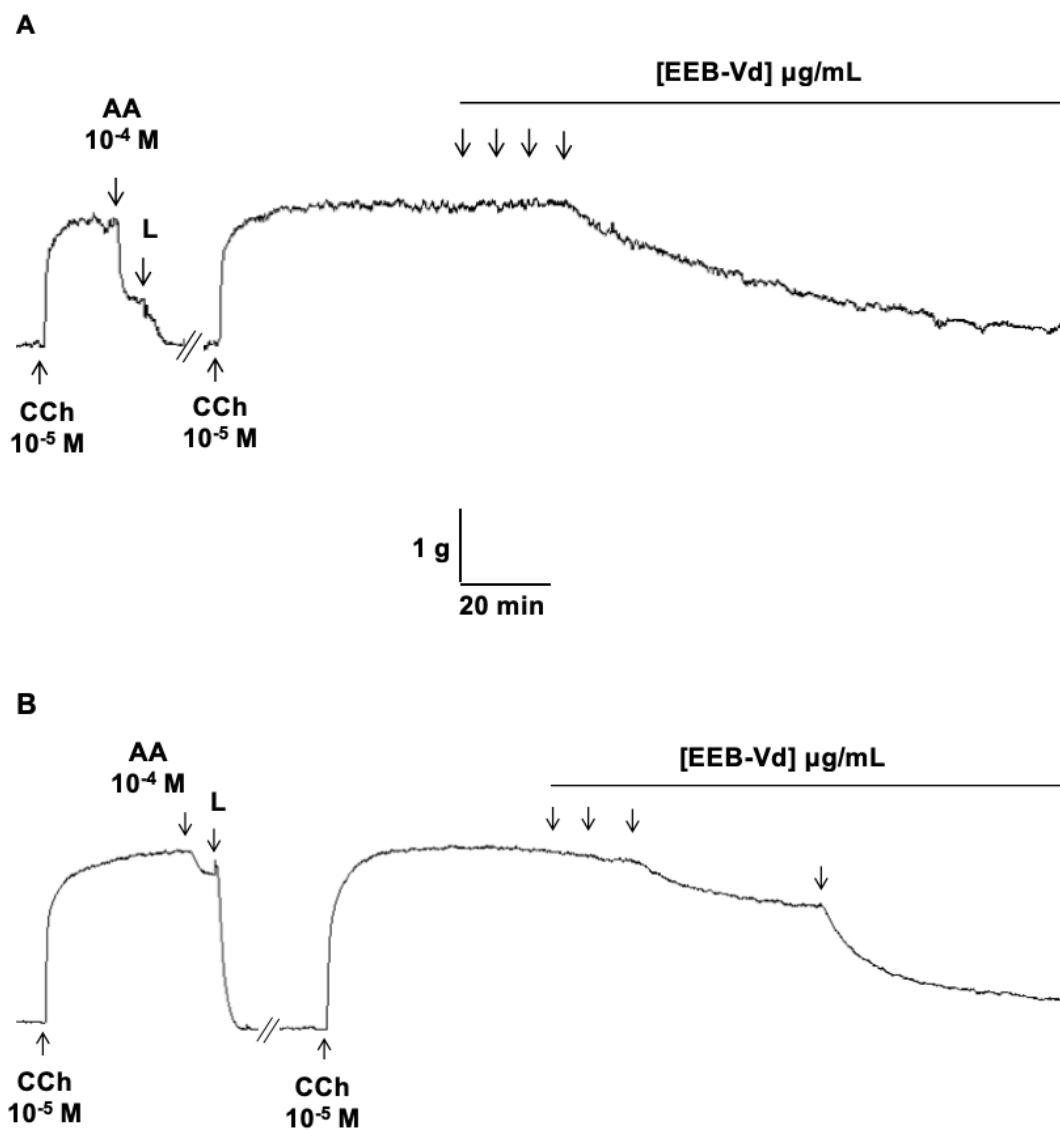 A
[EEB-Vd] µg/mL
AA
10⁻⁴ M
L
CCh
10⁻⁵ M
CCh
10⁻⁵ M
1 g
20 min
B
[EEB-Vd] µg/mL
AA
10⁻⁴ M
L
CCh
10⁻⁵ M
CCh
10⁻⁵ M